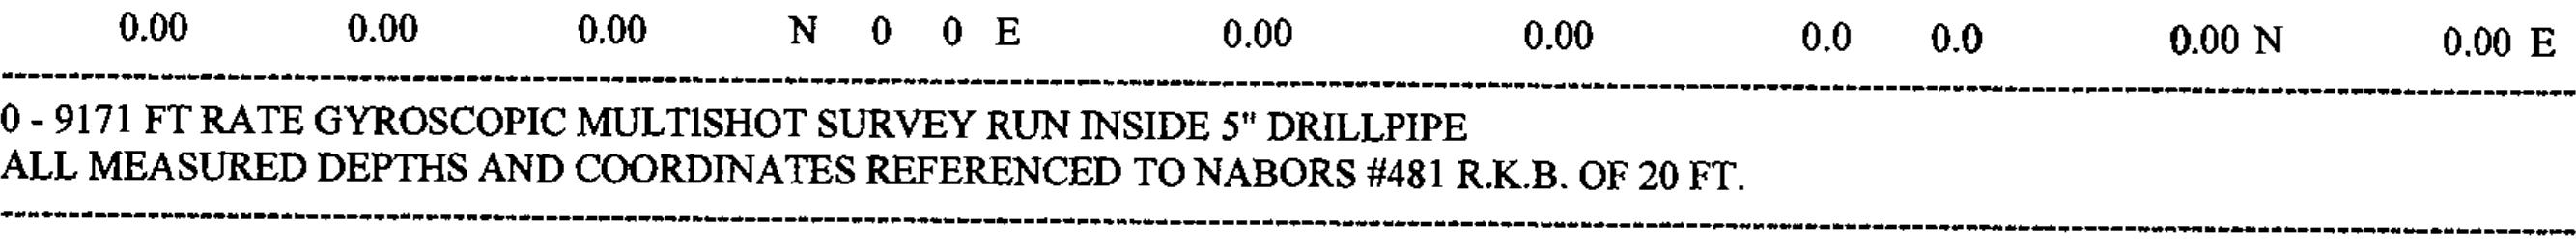 0.00 0.00 0.00 N 0 0 E 0.00 0.00 0.0 0.0 0.00 N 0.00 E
0 - 9171 FT RATE GYROSCOPIC MULTISHOT SURVEY RUN INSIDE 5" DRILLPIPE
ALL MEASURED DEPTHS AND COORDINATES REFERENCED TO NABORS #481 R.K.B. OF 20 FT.